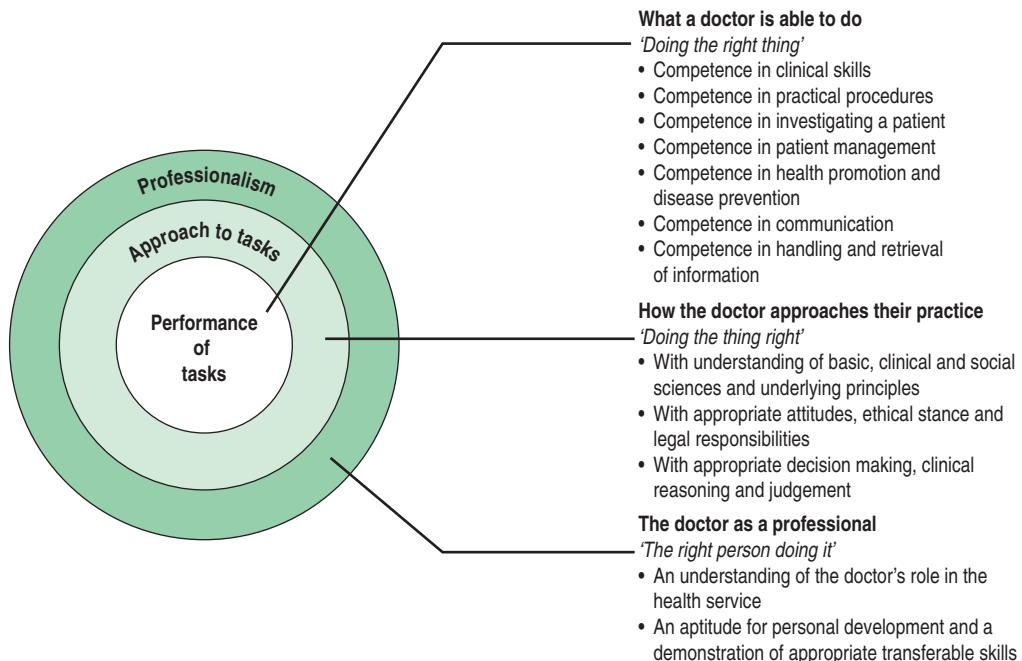 Professionalism
Approach to tasks
Performance
of
tasks
What a doctor is able to do
‘Doing the right thing’
• Competence in clinical skills
• Competence in practical procedures
• Competence in investigating a patient
• Competence in patient management
• Competence in health promotion and
disease prevention
• Competence in communication
• Competence in handling and retrieval
of information
How the doctor approaches their practice
‘Doing the thing right’
• With understanding of basic, clinical and social
sciences and underlying principles
• With appropriate attitudes, ethical stance and
legal responsibilities
• With appropriate decision making, clinical
reasoning and judgement
The doctor as a professional
‘The right person doing it’
• An understanding of the doctor’s role in the
health service
• An aptitude for personal development and a
demonstration of appropriate transferable skills